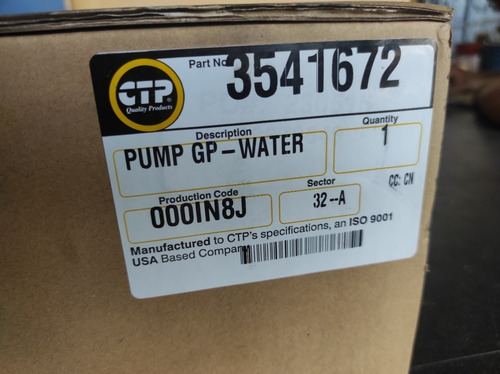 CTP®
Quality Products
Part No.
3541672
Description
PUMP GP-WATER
Quantity
1
Production Code
000IN8J
Sector
32--A
CC: CN
Manufactured to CTP's specifications, an ISO 9001
USA Based Company